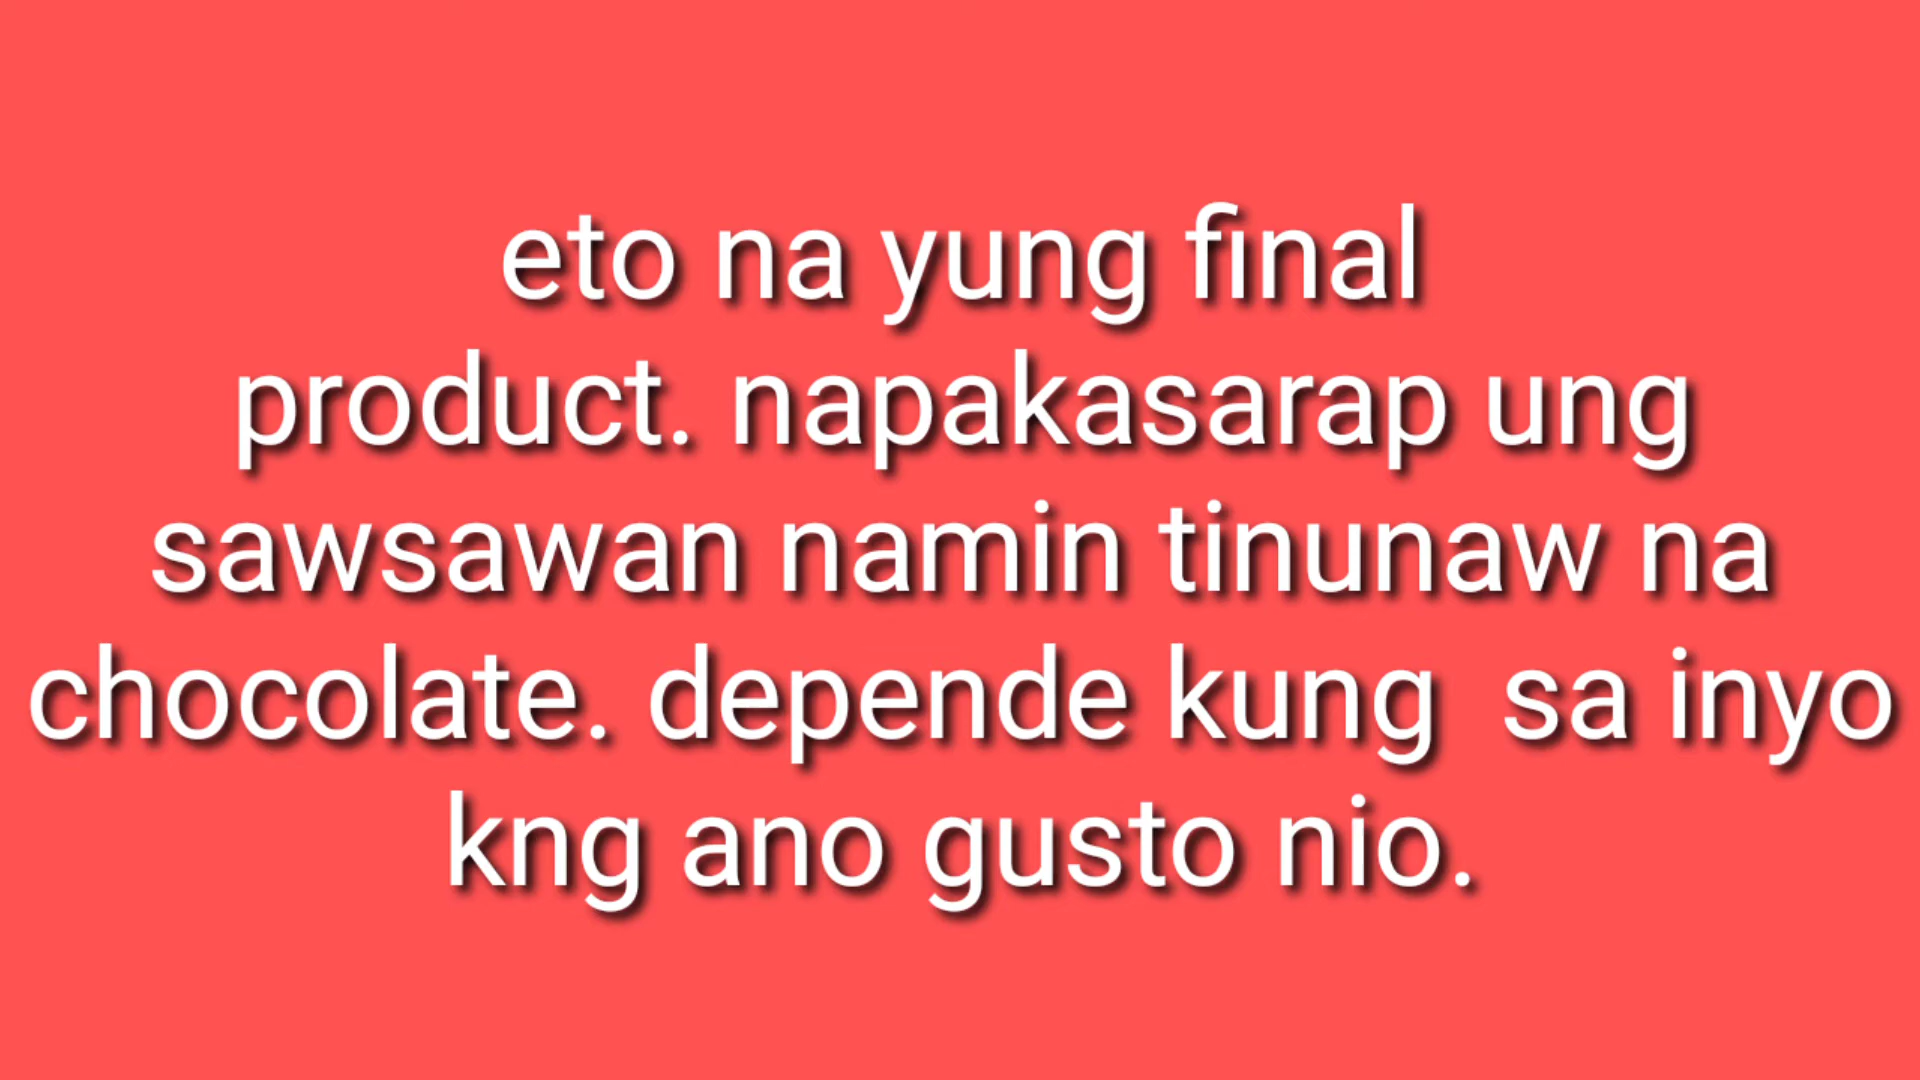 eto na yung final
product. napakasarap ung
sawsawan namin tinunaw na
chocolate. depende kung  sa inyo
kng ano gusto nio.